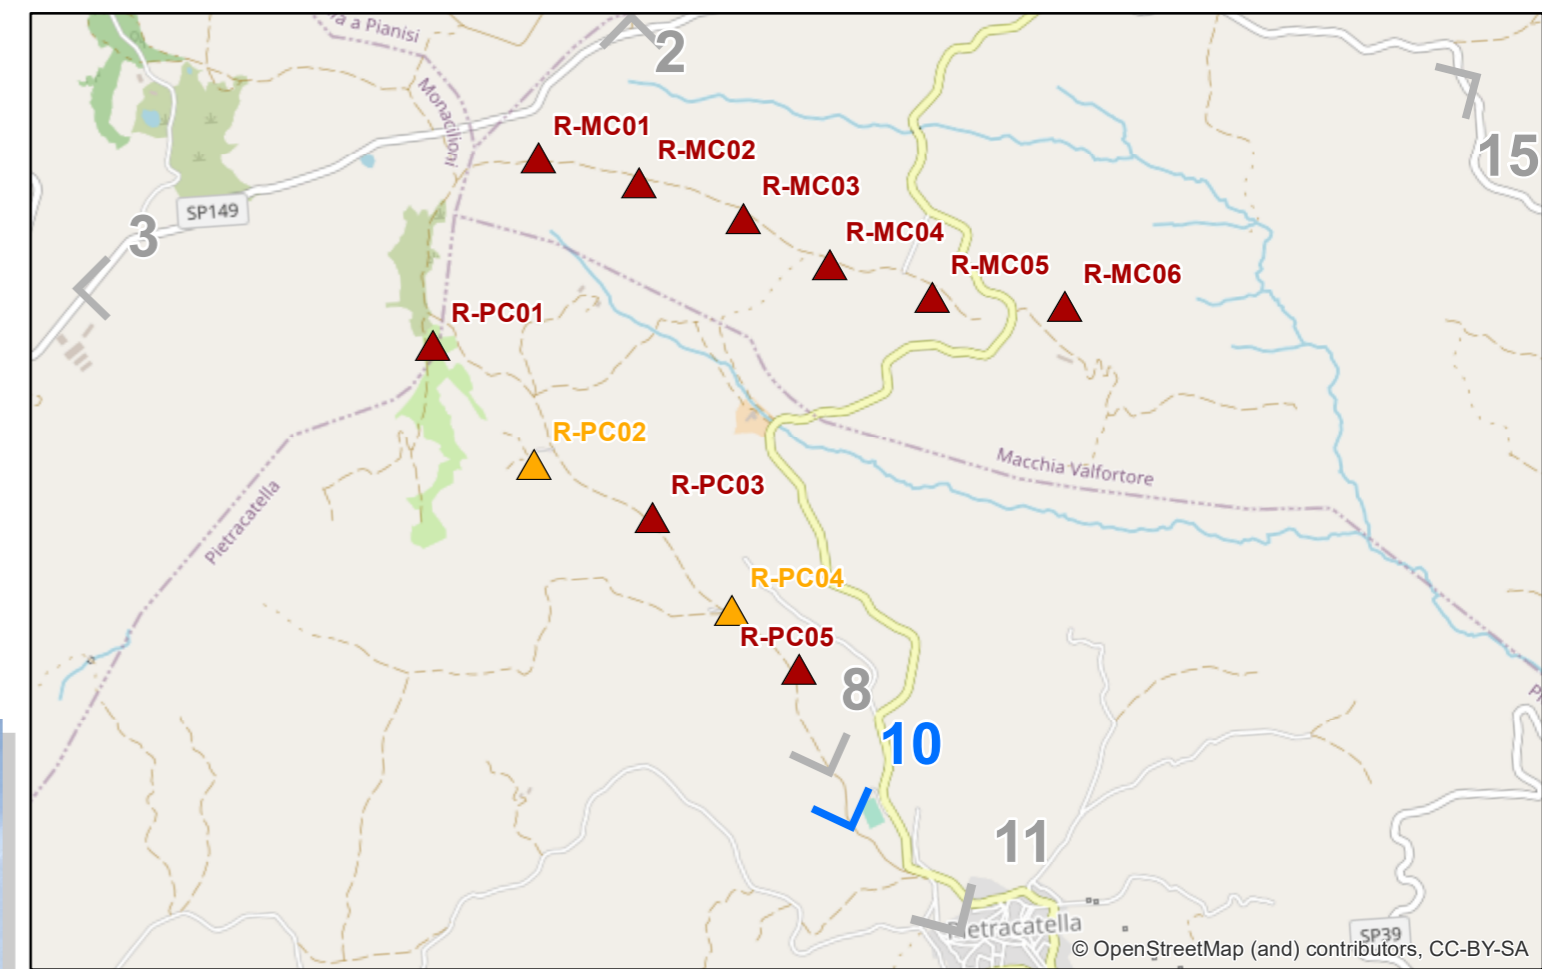 a a Pianisi
2
Monacilioni
15
R-MC01
R-MC02
R-MC03
SP149
3
R-MC04
R-MC05
R-MC06
R-PC01
R-PC02
Macchia Valfortore
R-PC03
Pietracatella
R-PC04
R-PC05
8
10
11
Pietracatella
SP39
© OpenStreetMap (and) contributors, CC-BY-SA